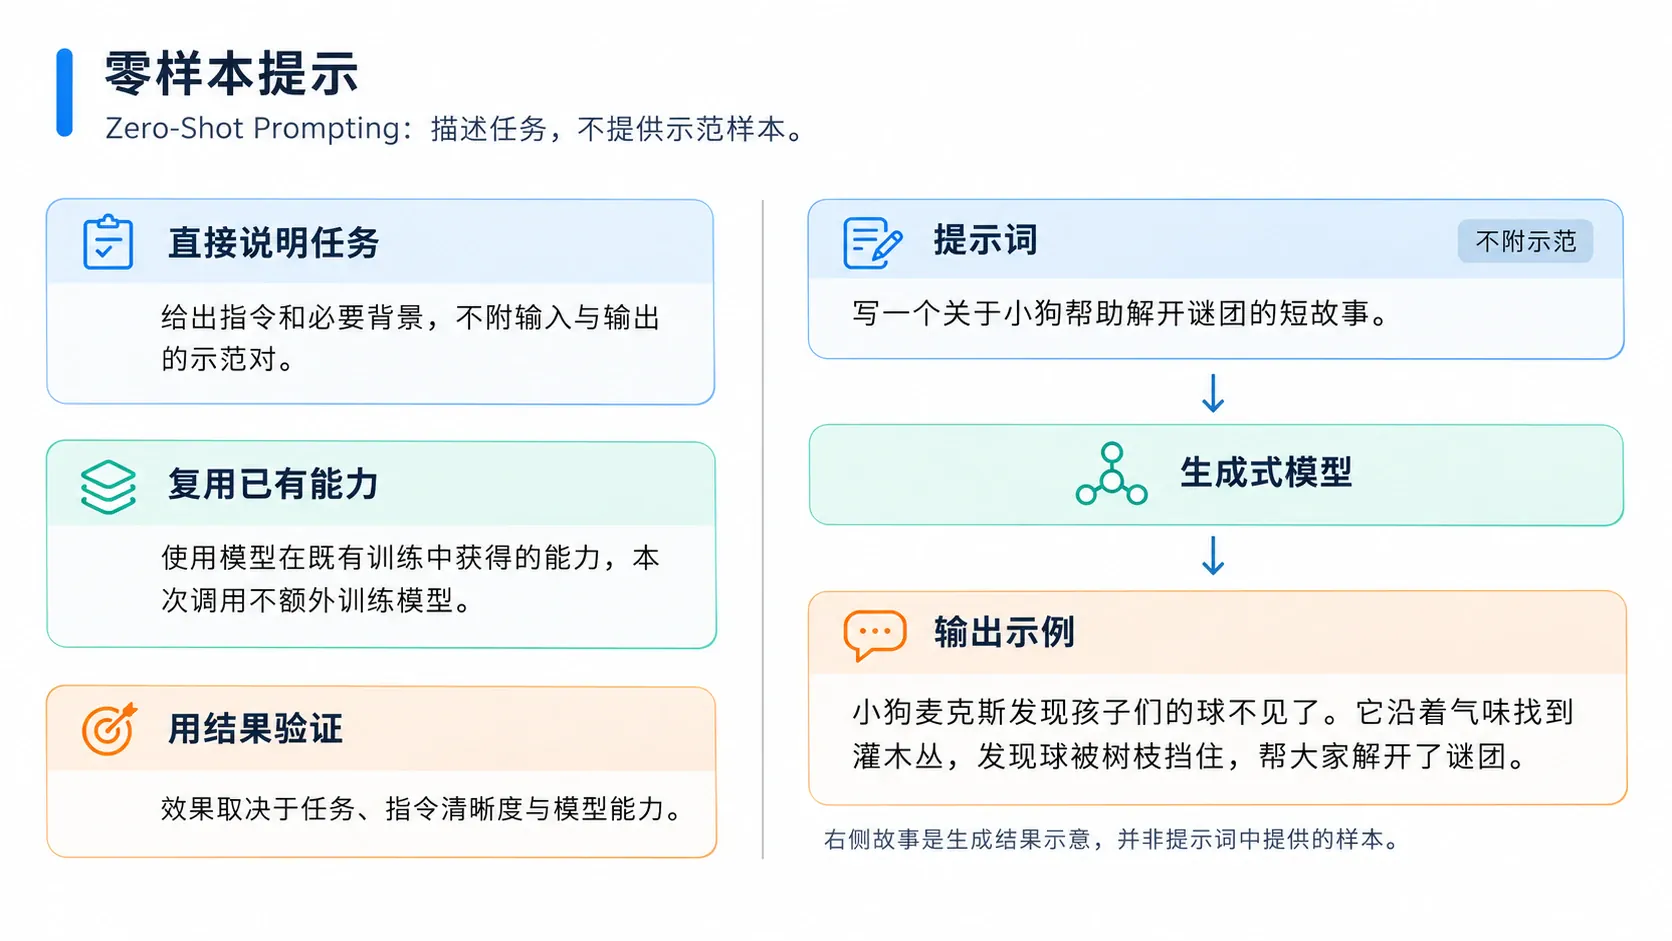 零样本提示
Zero-Shot Prompting：描述任务，不提供示范样本。
直接说明任务
给出指令和必要背景，不附输入与输出
的示范对。
复用已有能力
使用模型在既有训练中获得的能力，本
次调用不额外训练模型。
用结果验证
效果取决于任务、指令清晰度与模型能力。
提示词
不附示范
写一个关于小狗帮助解开谜团的短故事。
生成式模型
输出示例
小狗麦克斯发现孩子们的球不见了。它沿着气味找到
灌木丛，发现球被树枝挡住，帮大家解开了谜团。
右侧故事是生成结果示意，并非提示词中提供的样本。